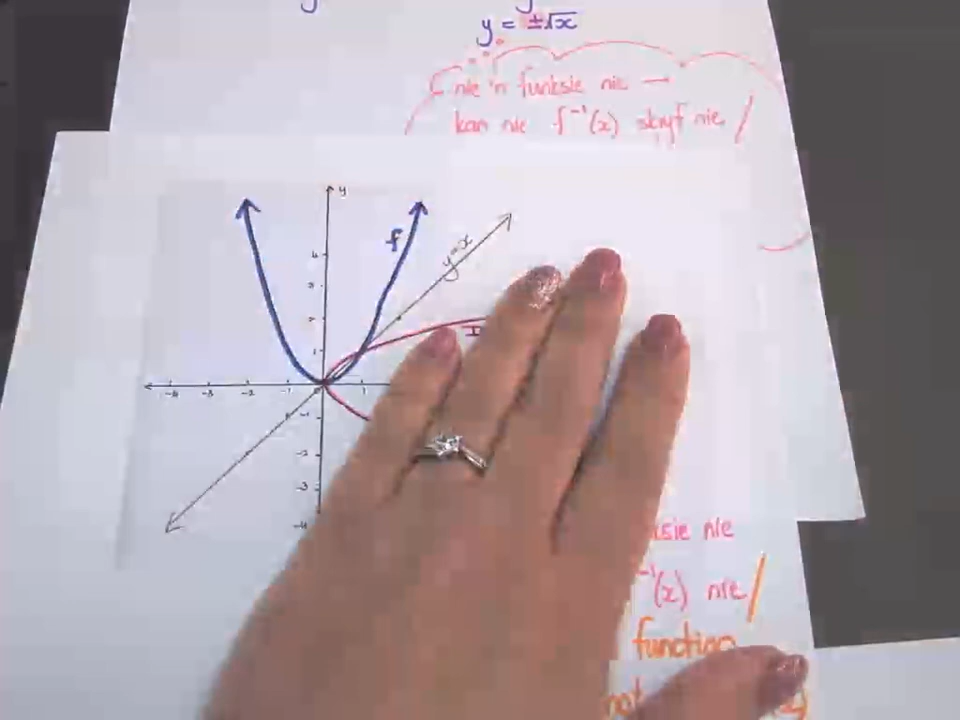 y = ±√x
nie 'n funksie nie →
kan nie f⁻¹(x) skryf nie
y
f
y=x
4
3
2
1
-4 -3 -2 -1 1
-1
-2
-3
-4
nie
⁻¹(x) nie
function